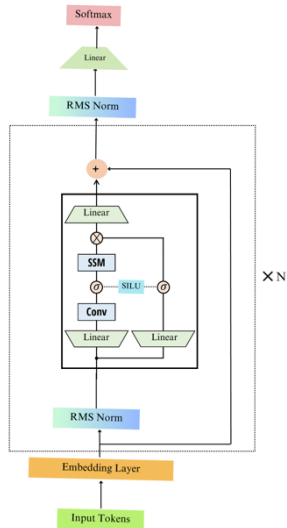 Softmax
Linear
RMS Norm
+
Linear
SSM
σ
SILU
σ
Conv
Linear
Linear
× N
RMS Norm
Embedding Layer
Input Tokens